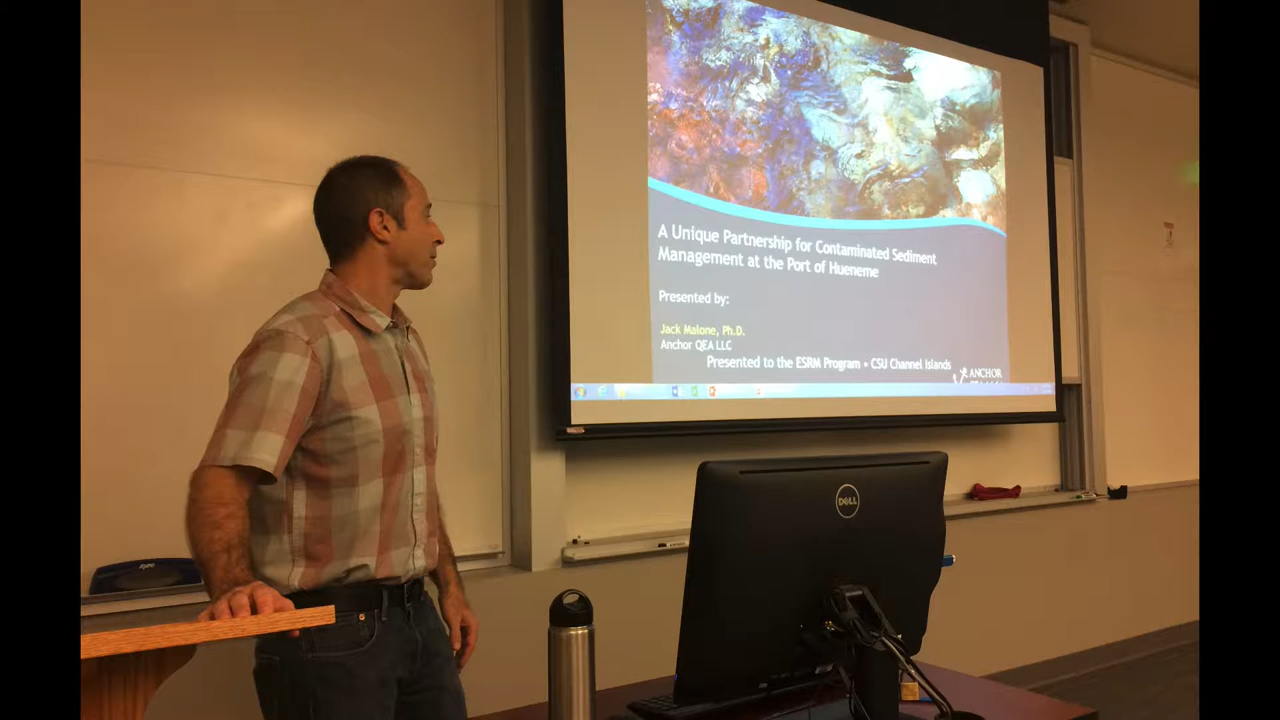 A Unique Partnership for Contaminated Sediment
Management at the Port of Hueneme
Presented by:
Jack Malone, Ph.D.
Anchor QEA LLC
Presented to the ESRM Program • CSU Channel Islands
ANCHOR
DELL
EXPO